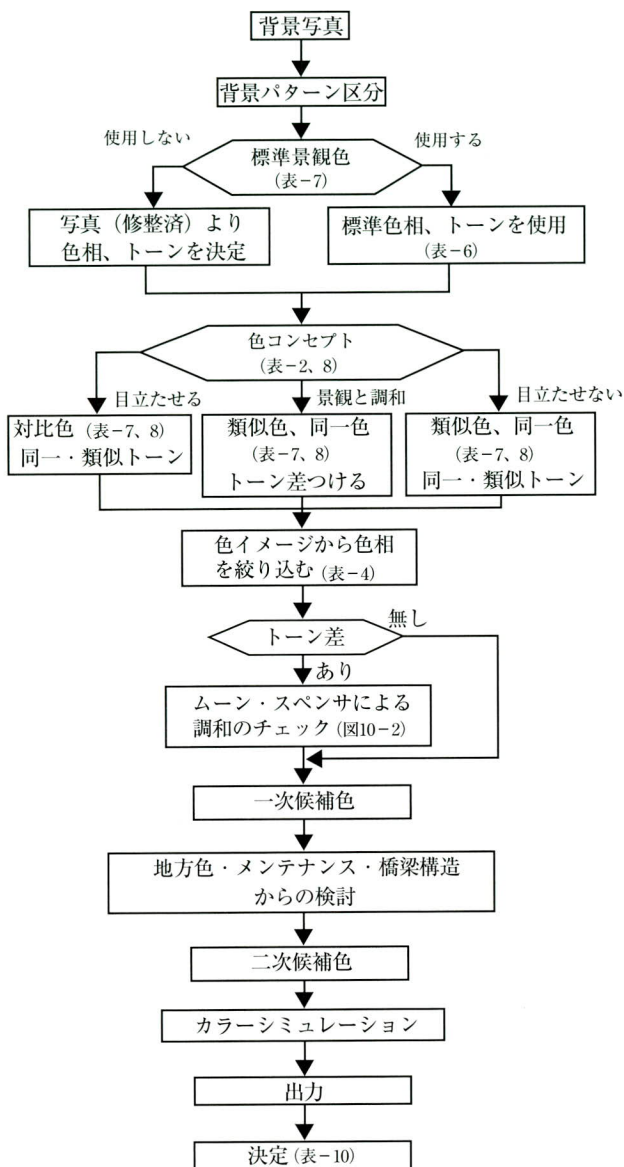 背景写真
背景パターン区分
使用しない
使用する
標準景観色
(表−7)
写真（修整済）より
色相、トーンを決定
標準色相、トーンを使用
(表−6)
色コンセプト
(表−2、8)
目立たせる
景観と調和
目立たせない
対比色 (表−7、8)
同一・類似トーン
類似色、同一色
(表−7、8)
トーン差つける
類似色、同一色
(表−7、8)
同一・類似トーン
色イメージから色相
を絞り込む (表−4)
トーン差
無し
あり
ムーン・スペンサによる
調和のチェック (図10−2)
一次候補色
地方色・メンテナンス・橋梁構造
からの検討
二次候補色
カラーシミュレーション
出力
決定 (表−10)